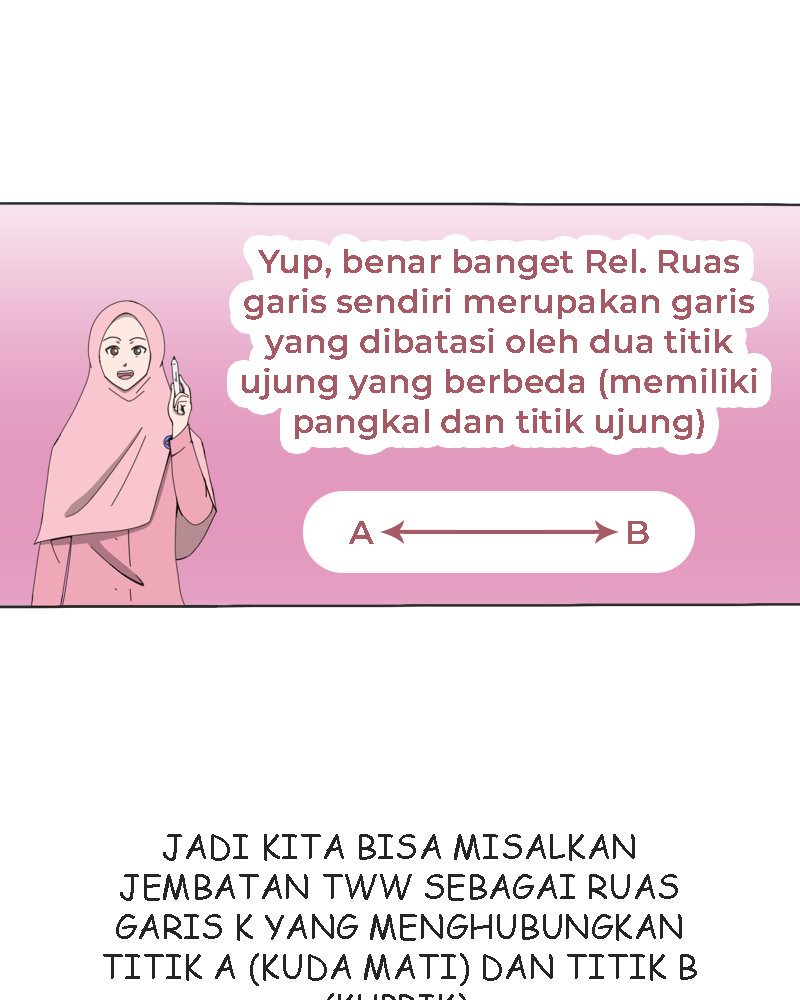 Yup, benar banget Rel. Ruas
garis sendiri merupakan garis
yang dibatasi oleh dua titik
ujung yang berbeda (memiliki
pangkal dan titik ujung)
A B
JADI KITA BISA MISALKAN
JEMBATAN TWW SEBAGAI RUAS
GARIS K YANG MENGHUBUNGKAN
TITIK A (KUDA MATI) DAN TITIK B